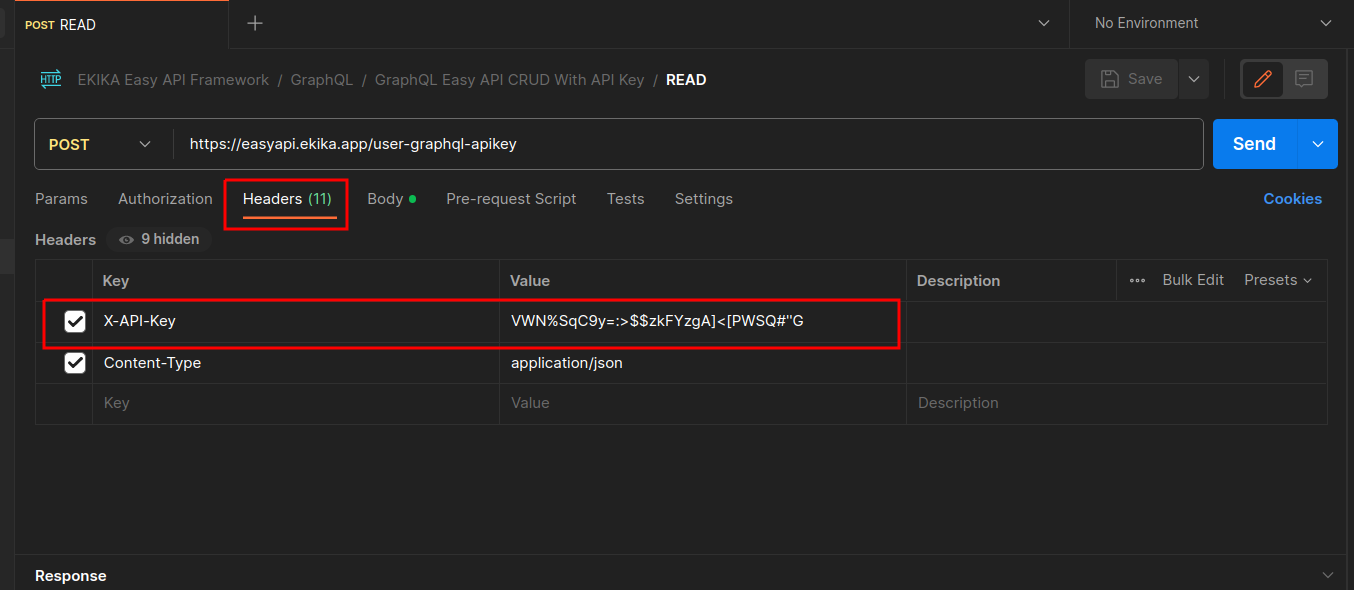 POST READ
No Environment
HTTP EKIKA Easy API Framework / GraphQL / GraphQL Easy API CRUD With API Key / READ
Save
POST https://easyapi.ekika.app/user-graphql-apikey Send
Params Authorization Headers (11) Body Pre-request Script Tests Settings Cookies
Headers 9 hidden
Key Value Description Bulk Edit Presets
X-API-Key VWN%SqC9y=:>$$zkFYzgA]<[PWSQ#"G
Content-Type application/json
Key Value Description
Response